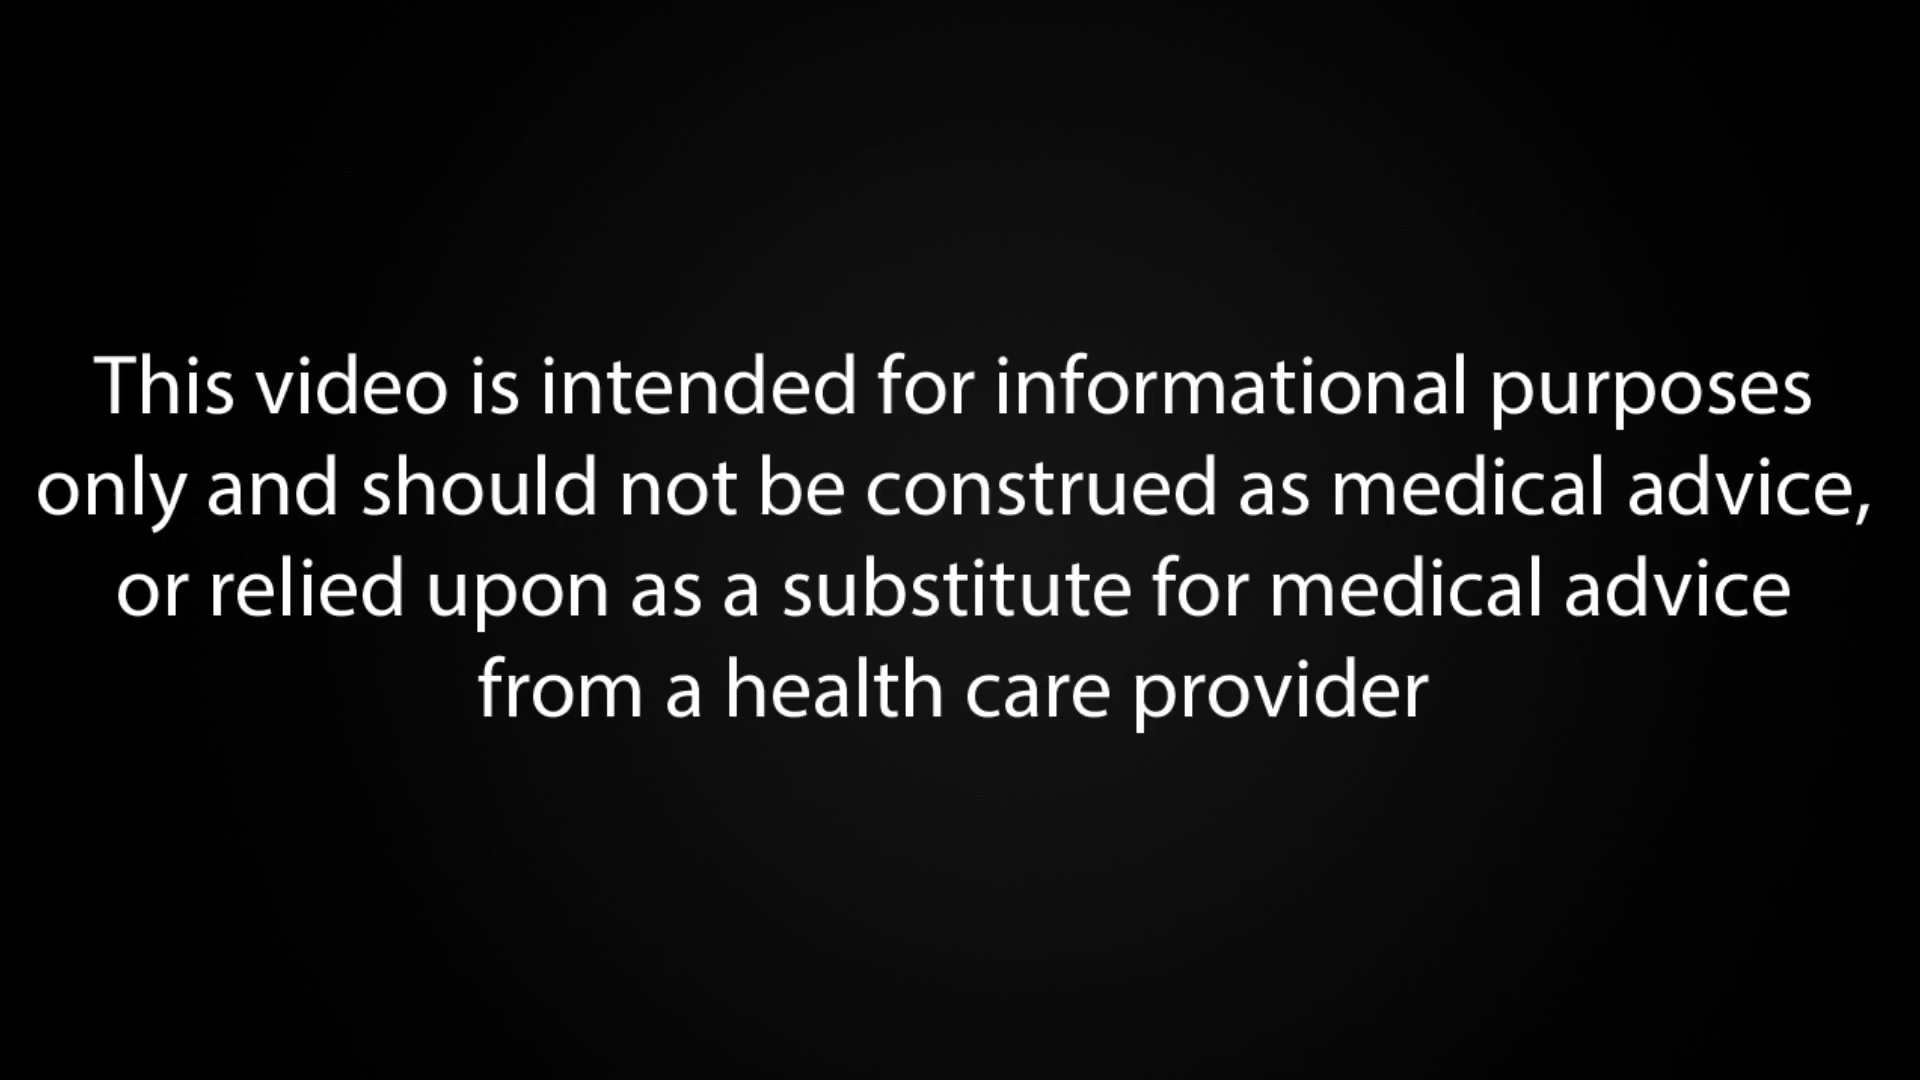 This video is intended for informational purposes
only and should not be construed as medical advice,
or relied upon as a substitute for medical advice
from a health care provider